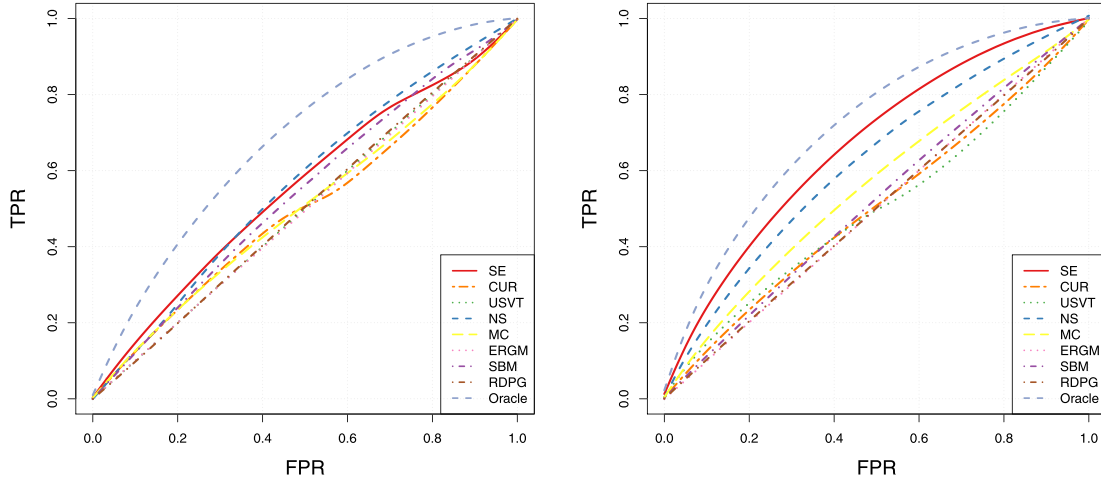 1.0
0.8
0.6
0.4
0.2
0.0
TPR
0.0 0.2 0.4 0.6 0.8 1.0
FPR
SE
CUR
USVT
NS
MC
ERGM
SBM
RDPG
Oracle
1.0
0.8
0.6
0.4
0.2
0.0
TPR
0.0 0.2 0.4 0.6 0.8 1.0
FPR
SE
CUR
USVT
NS
MC
ERGM
SBM
RDPG
Oracle